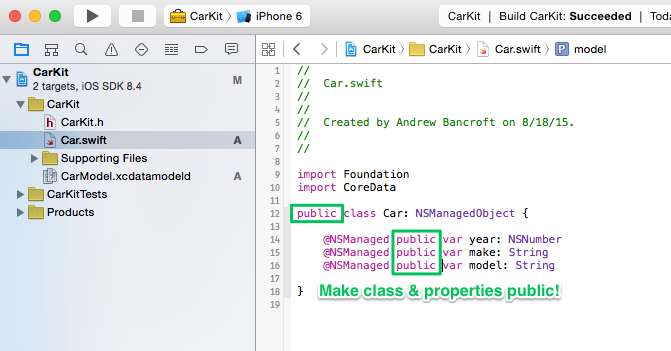 CarKit iPhone 6 CarKit | Build CarKit: Succeeded | Toda
CarKit CarKit Car.swift P model
CarKit M
2 targets, iOS SDK 8.4
CarKit
h CarKit.h
Car.swift A
Supporting Files
CarModel.xcdatamodeld A
CarKitTests
Products
1 //
2 // Car.swift
3 //
4 //
5 // Created by Andrew Bancroft on 8/18/15.
6 //
7 //
8
9 import Foundation
10 import CoreData
11
12 public class Car: NSManagedObject {
13
14 @NSManaged public var year: NSNumber
15 @NSManaged public var make: String
16 @NSManaged public var model: String
17
18 }
Make class & properties public!
19